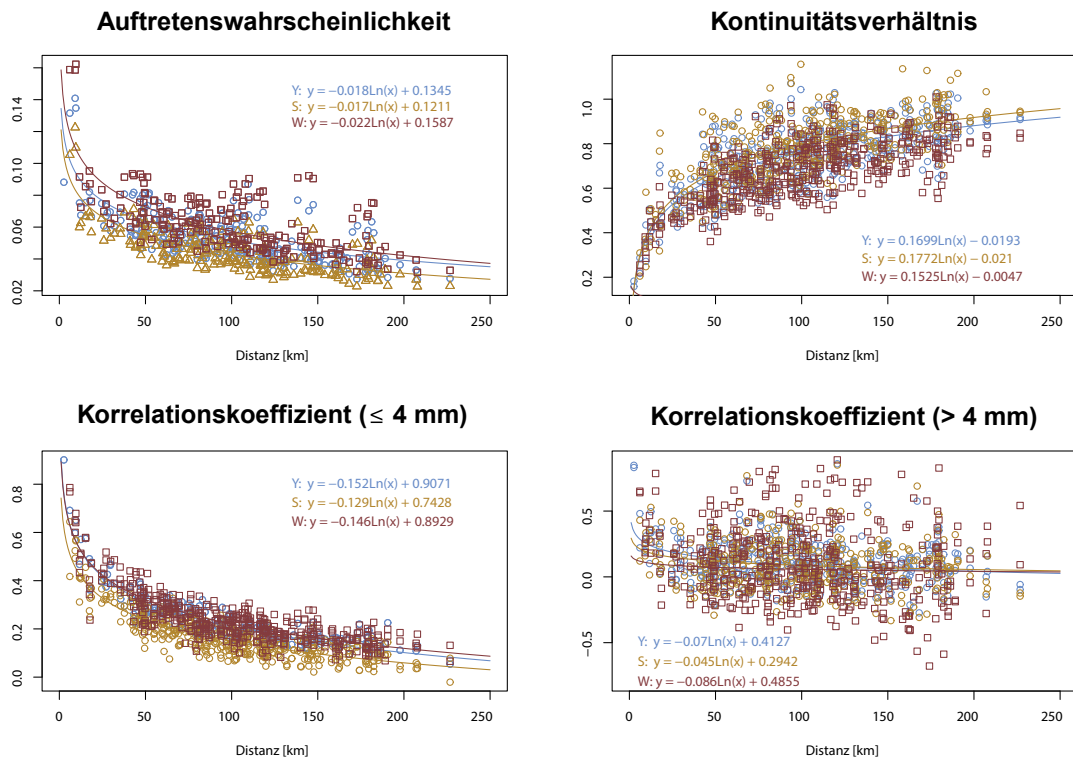 Auftretenswahrscheinlichkeit
Y: y = −0.018Ln(x) + 0.1345
S: y = −0.017Ln(x) + 0.1211
W: y = −0.022Ln(x) + 0.1587
0.14
0.10
0.06
0.02
0 50 100 150 200 250
Distanz [km]
Kontinuitätsverhältnis
1.0
0.8
0.6
0.4
0.2
Y: y = 0.1699Ln(x) − 0.0193
S: y = 0.1772Ln(x) − 0.021
W: y = 0.1525Ln(x) − 0.0047
0 50 100 150 200 250
Distanz [km]
Korrelationskoeffizient (≤ 4 mm)
Y: y = −0.152Ln(x) + 0.9071
S: y = −0.129Ln(x) + 0.7428
W: y = −0.146Ln(x) + 0.8929
0.8
0.6
0.4
0.2
0.0
0 50 100 150 200 250
Distanz [km]
Korrelationskoeffizient (> 4 mm)
0.5
0.0
−0.5
Y: y = −0.07Ln(x) + 0.4127
S: y = −0.045Ln(x) + 0.2942
W: y = −0.086Ln(x) + 0.4855
0 50 100 150 200 250
Distanz [km]